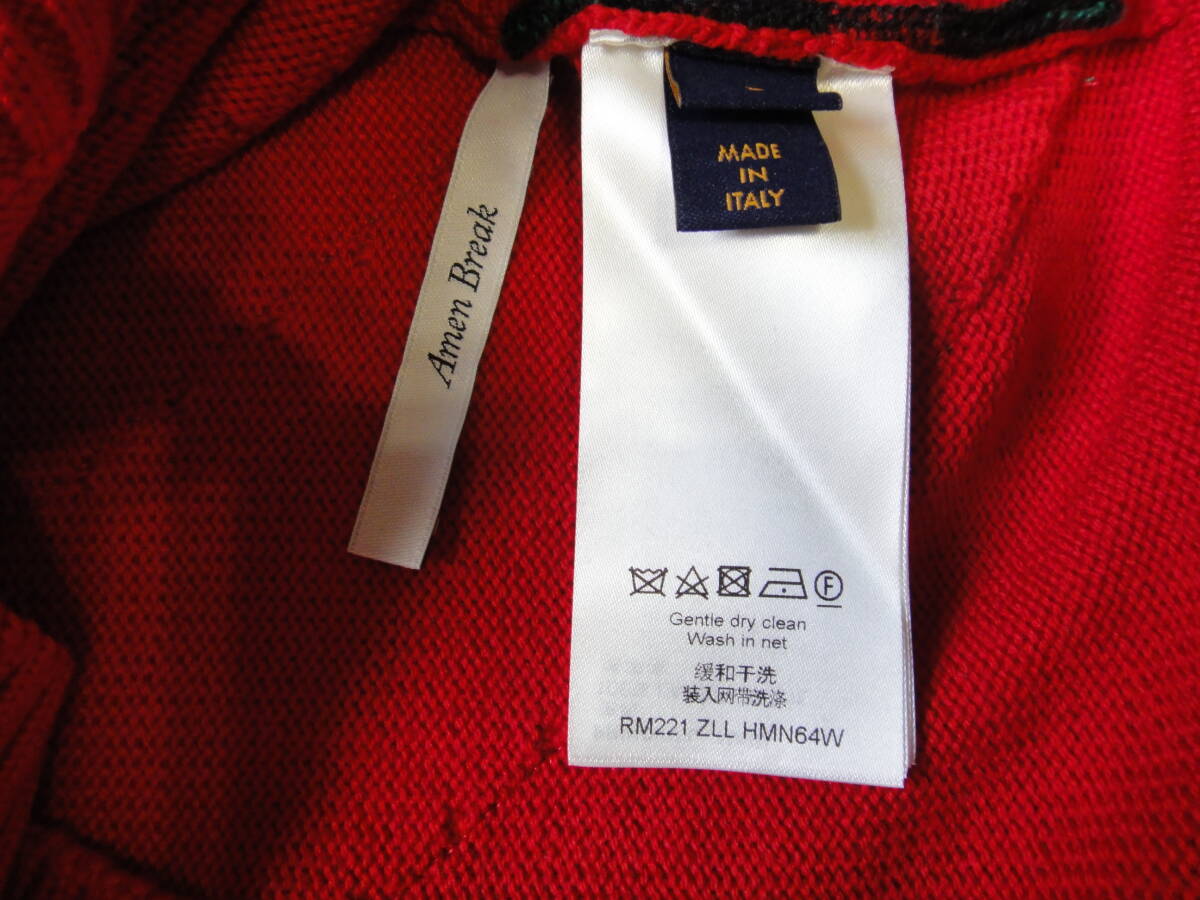 Amen Break
MADE
IN
ITALY
F
Gentle dry clean
Wash in net
缓和干洗
装入网带洗涤
RM221 ZLL HMN64W